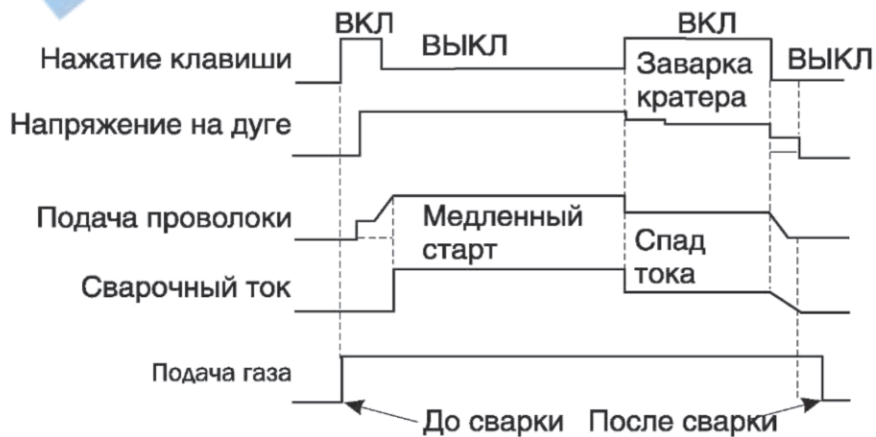 ВКЛ
ВЫКЛ
ВКЛ
Нажатие клавиши
Заварка
кратера
ВЫКЛ
Напряжение на дуге
Подача проволоки
Медленный
старт
Спад
тока
Сварочный ток
Подача газа
До сварки
После сварки